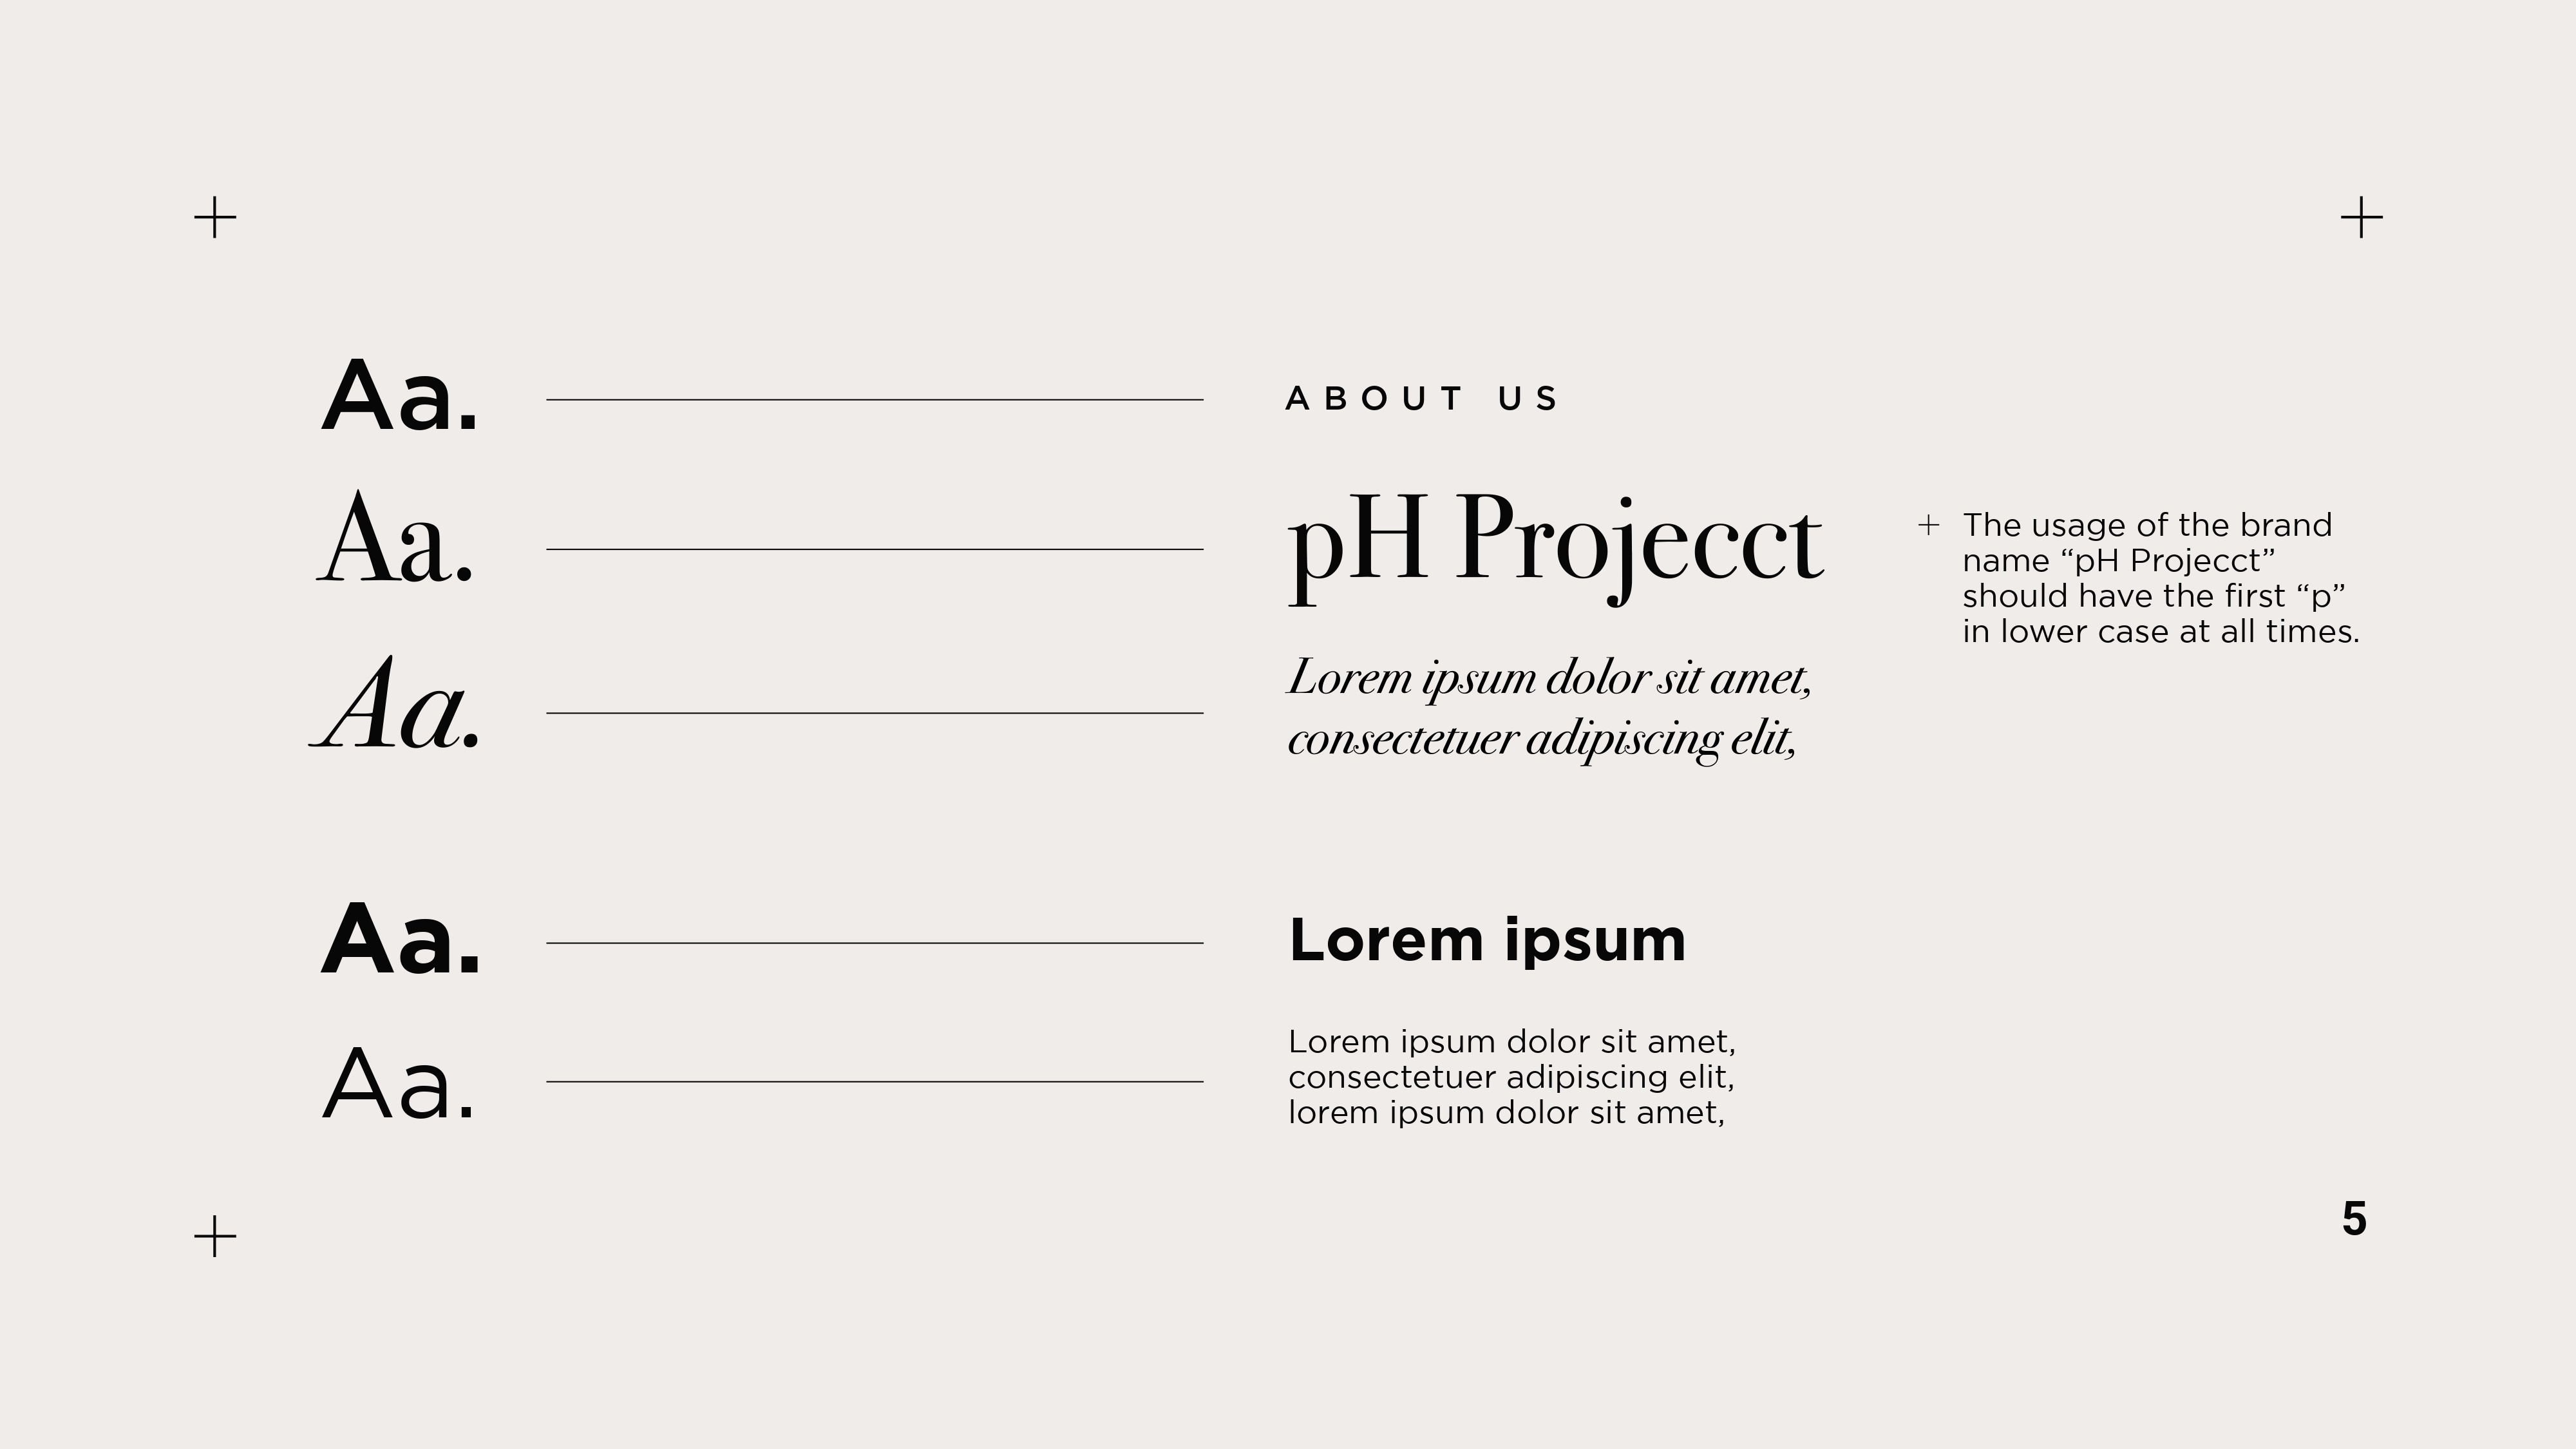 Aa.
ABOUT US
Aa.
pH Projecct
+ The usage of the brand
name “pH Projecct”
should have the first “p”
in lower case at all times.
Aa.
Lorem ipsum dolor sit amet,
consectetuer adipiscing elit,
Aa.
Lorem ipsum
Aa.
Lorem ipsum dolor sit amet,
consectetuer adipiscing elit,
lorem ipsum dolor sit amet,
5